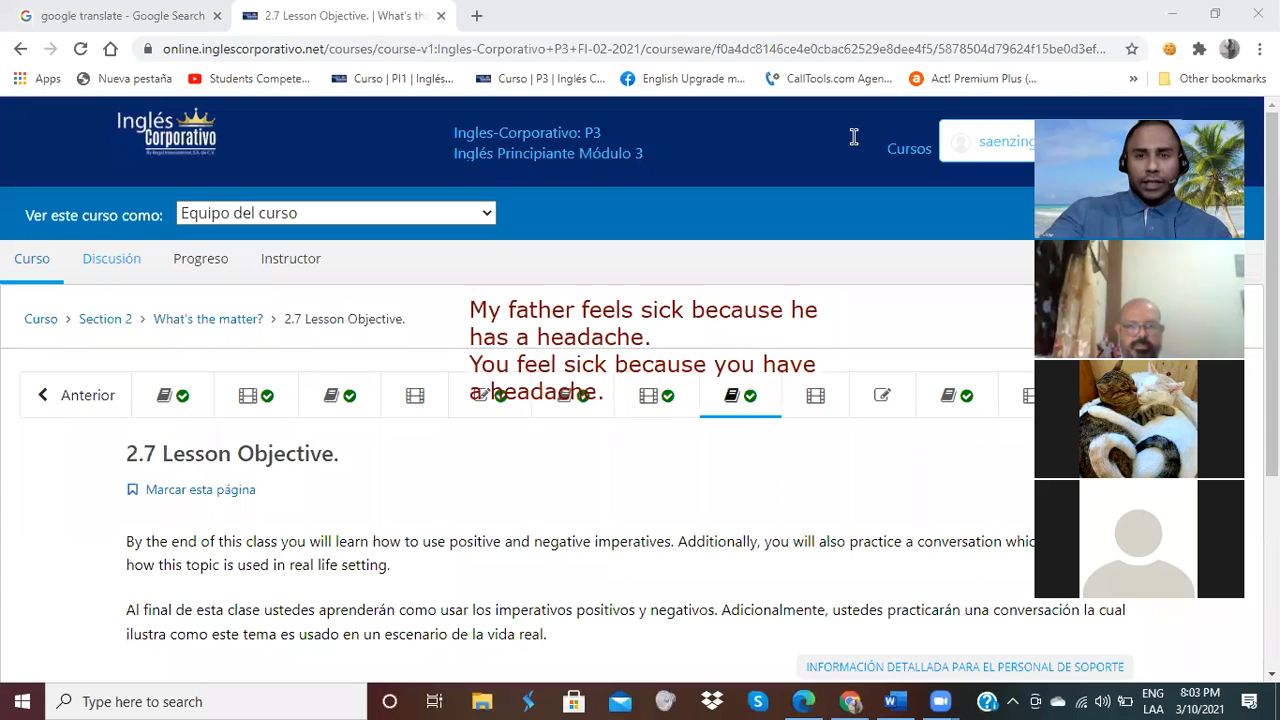 google translate - Google Search
2.7 Lesson Objective. | What's th
online.inglescorporativo.net/courses/course-v1:Ingles-Corporativo+P3+FI-02-2021/courseware/f0a4dc8146ce4e0cbac62529e8dee4f5/5878504d79624f15be0d3ef...
Apps
Nueva pestaña
Students Compete...
Curso | PI1 | Inglés...
Curso | P3 | Inglés C...
English Upgrade m...
CallTools.com Agen...
Act! Premium Plus (...
»
Other bookmarks
Inglés
Corporativo
Ingles-Corporativo: P3
Inglés Principiante Módulo 3
Cursos
saenzing
Ver este curso como:
Equipo del curso
Curso
Discusión
Progreso
Instructor
My father feels sick because he
has a headache.
You feel sick because you have
a headache.
Curso > Section 2 > What's the matter? > 2.7 Lesson Objective.
Anterior
2.7 Lesson Objective.
Marcar esta página
By the end of this class you will learn how to use positive and negative imperatives. Additionally, you will also practice a conversation whic
how this topic is used in real life setting.
Al final de esta clase ustedes aprenderán como usar los imperativos positivos y negativos. Adicionalmente, ustedes practicarán una conversación la cual
ilustra como este tema es usado en un escenario de la vida real.
INFORMACIÓN DETALLADA PARA EL PERSONAL DE SOPORTE
Type here to search
ENG
LAA
8:03 PM
3/10/2021